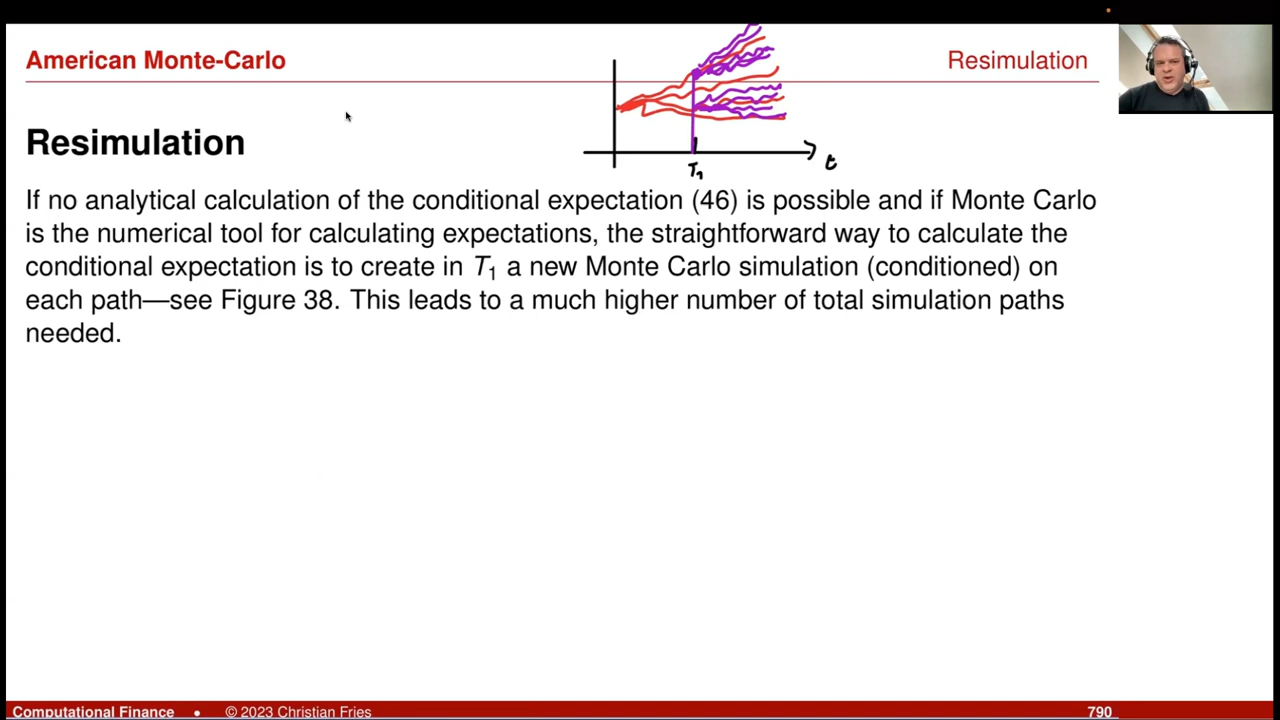 American Monte-Carlo
Resimulation
t
T₁
Resimulation
If no analytical calculation of the conditional expectation (46) is possible and if Monte Carlo
is the numerical tool for calculating expectations, the straightforward way to calculate the
conditional expectation is to create in T₁ a new Monte Carlo simulation (conditioned) on
each path—see Figure 38. This leads to a much higher number of total simulation paths
needed.
Computational Finance • © 2023 Christian Fries 790